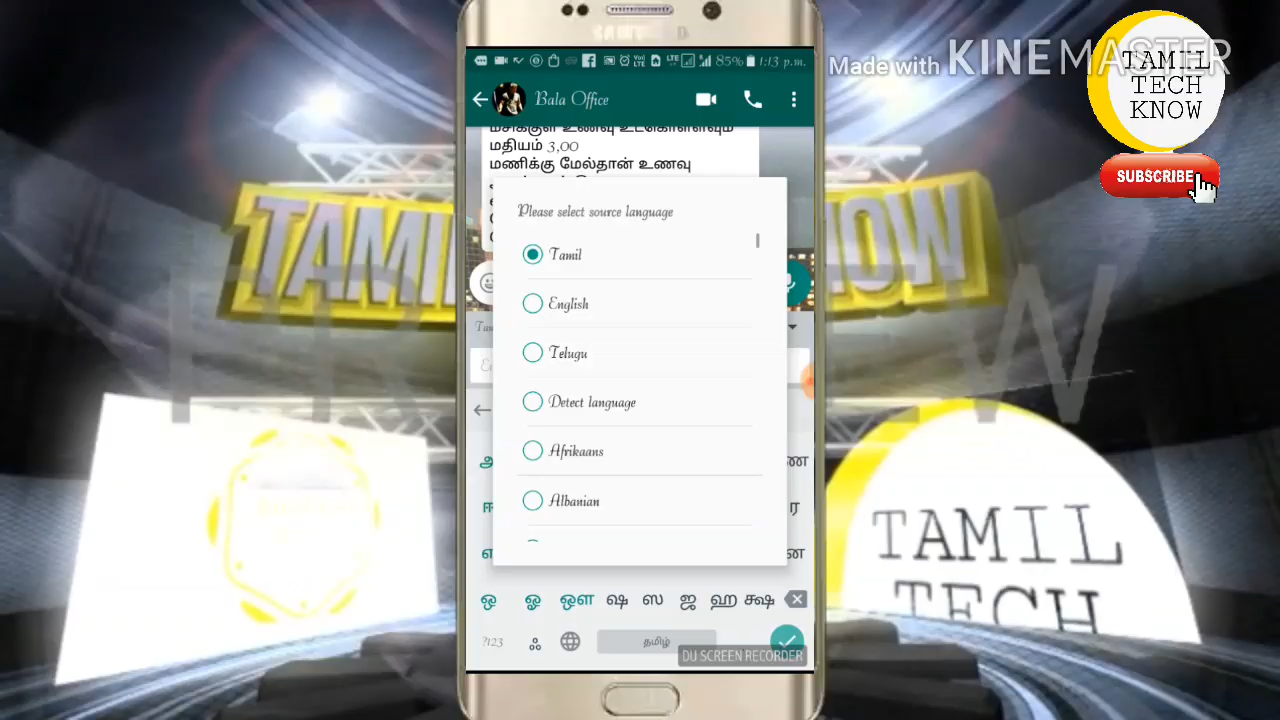 SAMSUNG
85% 1:13 p.m.
Made with KINEMASTER
TAMIL
TECH
KNOW
SUBSCRIBE
Bala Office
மதியம் 3,00
மணிக்கு மேல்தான் உணவு
Please select source language
Tamil
English
Telugu
Detect language
Afrikaans
Albanian
ஒ ஓ ஔ ஷ ஸ ஜ ஹ க்ஷ
?123 தமிழ்
DU SCREEN RECORDER
TAMIL
TECH